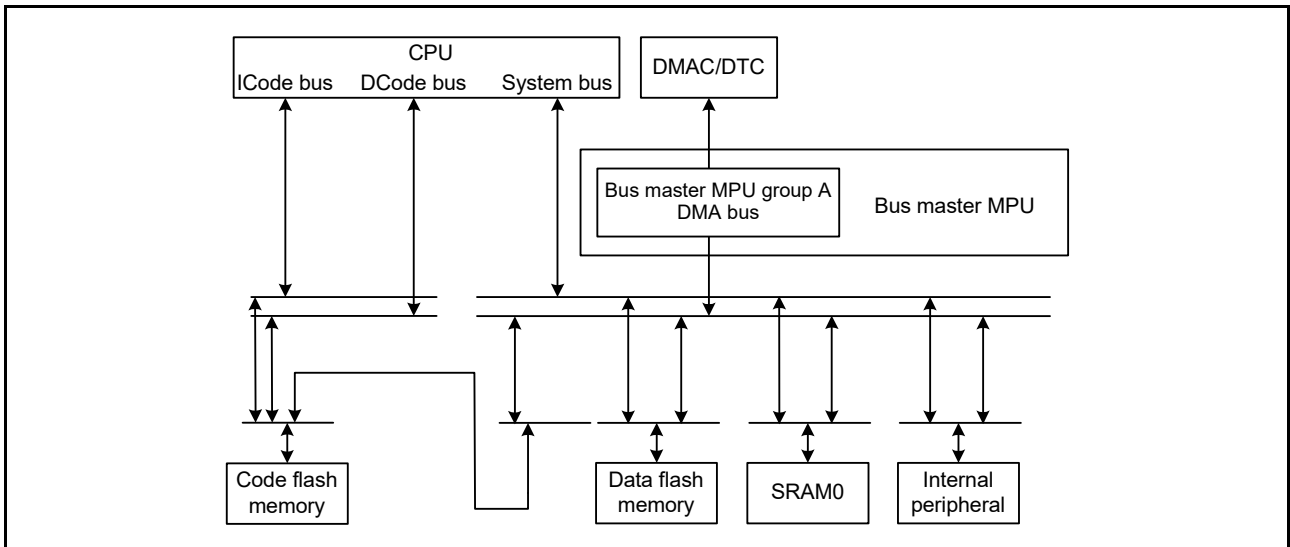 CPU
ICode bus DCode bus System bus
DMAC/DTC
Bus master MPU group A
DMA bus
Bus master MPU
Code flash
memory
Data flash
memory
SRAM0
Internal
peripheral